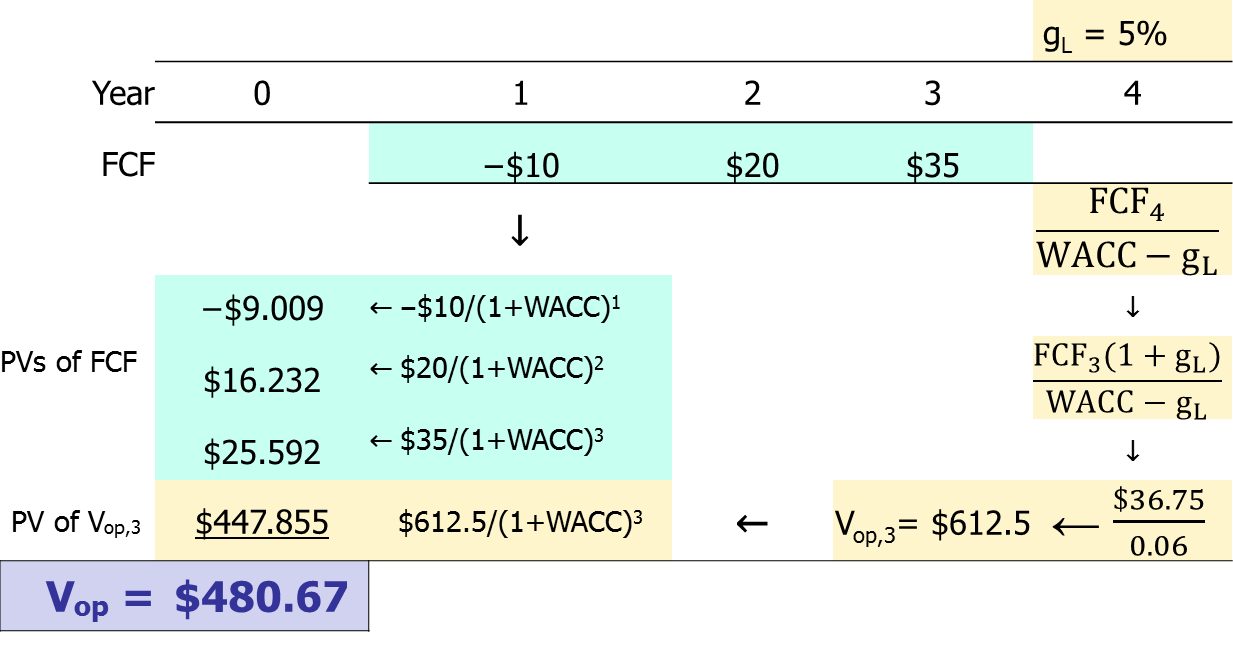 gL = 5%
Year 0 1 2 3 4
FCF −$10 $20 $35
FCF₄
WACC − gL
↓ ↓
−$9.009 ← −$10/(1+WACC)¹
FCF₃(1 + gL)
WACC − gL
PVs of FCF
$16.232 ← $20/(1+WACC)²
$25.592 ← $35/(1+WACC)³
↓
PV of Vop,3 $447.855 $612.5/(1+WACC)³ ← Vop,3= $612.5 ← $36.75
0.06
Vop = $480.67